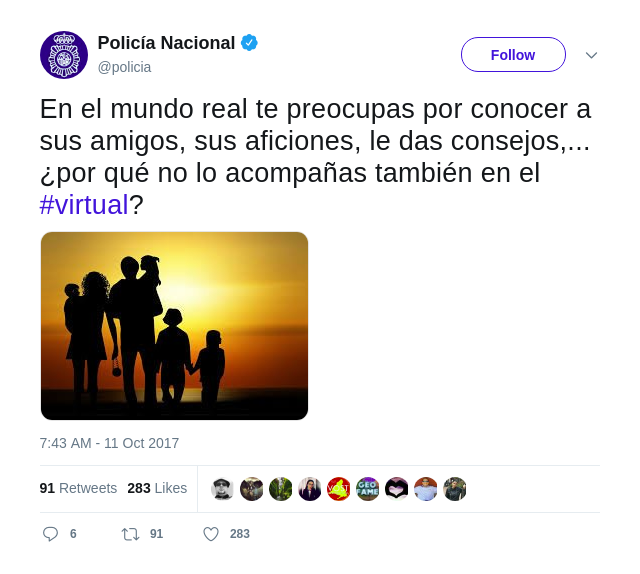 Policía Nacional
@policia
Follow
En el mundo real te preocupas por conocer a
sus amigos, sus aficiones, le das consejos,...
¿por qué no lo acompañas también en el
#virtual?
7:43 AM - 11 Oct 2017
91 Retweets 283 Likes
GEO
FAME
6 91 283